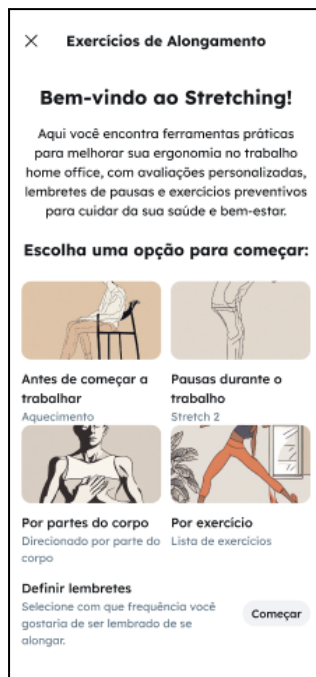 Exercícios de Alongamento
Bem-vindo ao Stretching!
Aqui você encontra ferramentas práticas
para melhorar sua ergonomia no trabalho
home office, com avaliações personalizadas,
lembretes de pausas e exercícios preventivos
para cuidar da sua saúde e bem-estar.
Escolha uma opção para começar:
Antes de começar a
trabalhar
Aquecimento
Pausas durante o
trabalho
Stretch 2
Por partes do corpo
Direcionado por parte do
corpo
Por exercício
Lista de exercícios
Definir lembretes
Selecione com que frequência você
gostaria de ser lembrado de se
alongar.
Começar